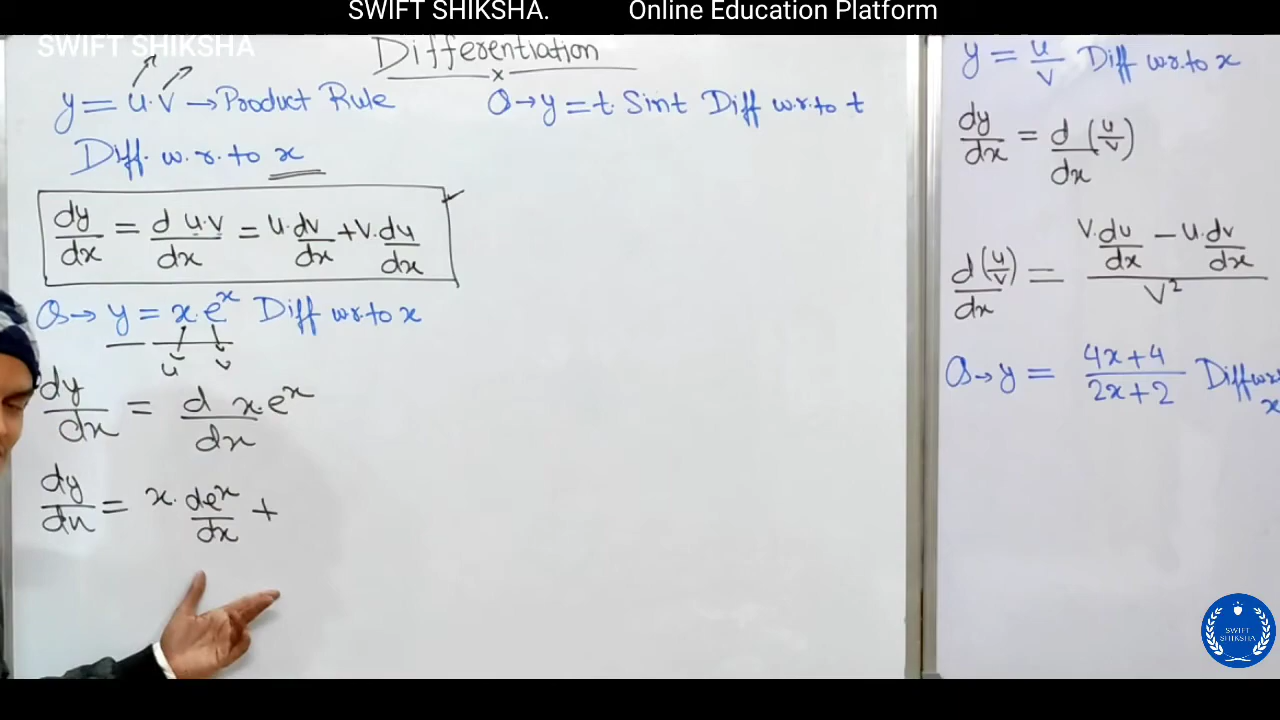 SWIFT SHIKSHA. Online Education Platform
SWIFT SHIKSHA
Differentiation
x
y = u.v → Product Rule
Diff. w.r.to x
dy/dx = d u.v/dx = u.dv/dx + v.du/dx
Q→ y = x.e^x Diff w.r.to x
u v
dy/dx = d/dx x.e^x
dy/dx = x. de^x/dx +
Q→ y = t. Sint Diff w.r.to t
y = u/v Diff w.r.to x
dy/dx = d/dx (u/v)
d/dx (u/v) = (v.du/dx − u.dv/dx)/v²
Q→ y = (4x+4)/(2x+2) Diff w.r.
x
SWIFT
SHIKSHA